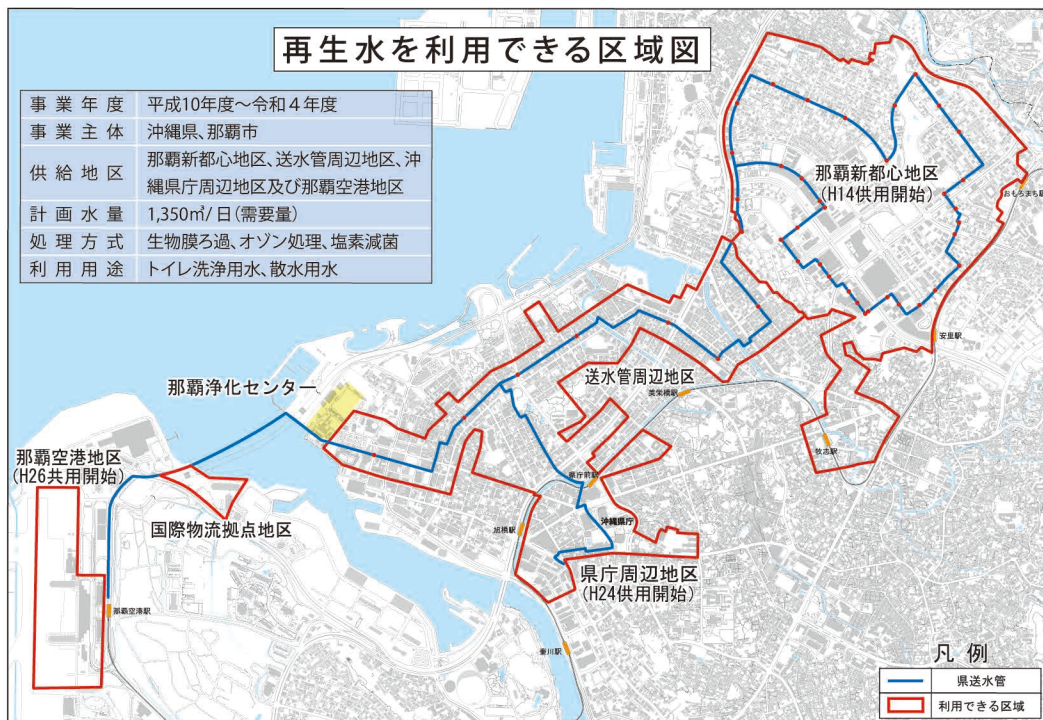 再生水を利用できる区域図
事業年度 平成10年度～令和４年度
事業主体 沖縄県、那覇市
供給地区 那覇新都心地区、送水管周辺地区、沖
縄県庁周辺地区及び那覇空港地区
計画水量 1,350㎥/日(需要量)
処理方式 生物膜ろ過、オゾン処理、塩素減菌
利用用途 トイレ洗浄用水、散水用水
那覇新都心地区
(H14供用開始)
おもろまち駅
安里駅
那覇浄化センター
送水管周辺地区
美栄橋駅
牧志駅
那覇空港地区
(H26共用開始)
県庁前駅
国際物流拠点地区
旭橋駅
沖縄県庁
県庁周辺地区
(H24供用開始)
那覇空港駅
壷川駅
凡例
県送水管
利用できる区域